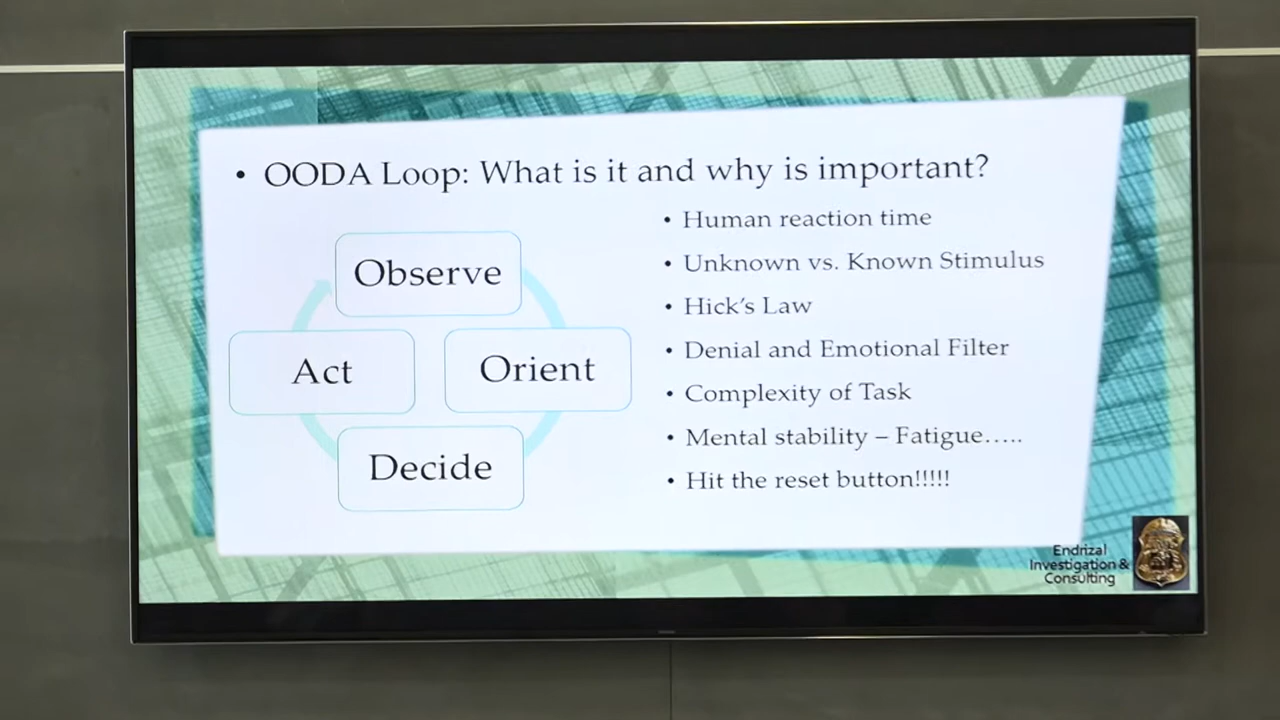 • OODA Loop: What is it and why is important?
Observe
Orient
Decide
Act
• Human reaction time
• Unknown vs. Known Stimulus
• Hick's Law
• Denial and Emotional Filter
• Complexity of Task
• Mental stability – Fatigue…..
• Hit the reset button!!!!!
Endrizal
Investigation &
Consulting